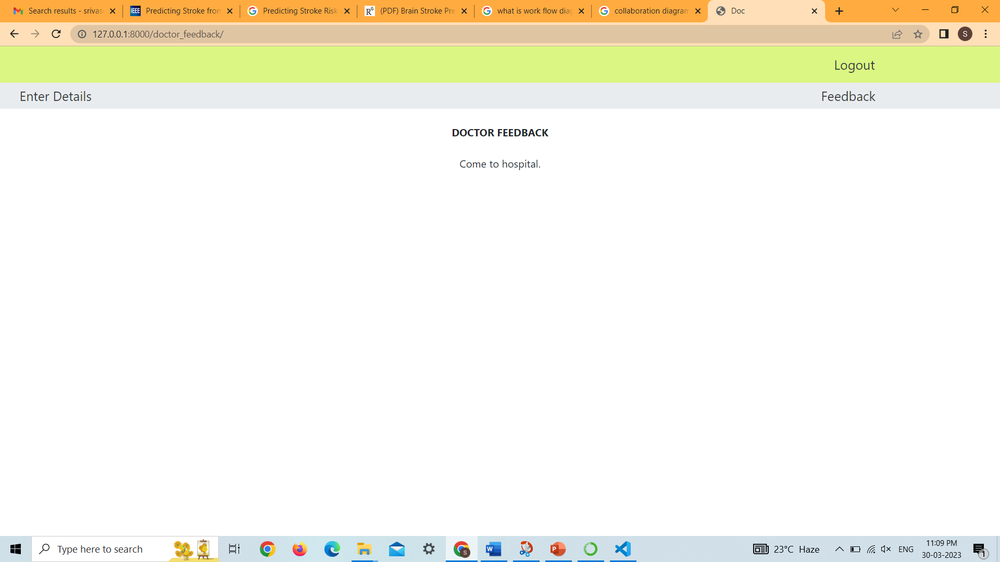 Search results - srivas
Predicting Stroke from
Predicting Stroke Risk
R^G (PDF) Brain Stroke Pre
what is work flow diag
collaboration diagram
Doc
127.0.0.1:8000/doctor_feedback/
S
Logout
Enter Details
Feedback
DOCTOR FEEDBACK
Come to hospital.
Type here to search
23°C Haze
ENG
11:09 PM
30-03-2023
1